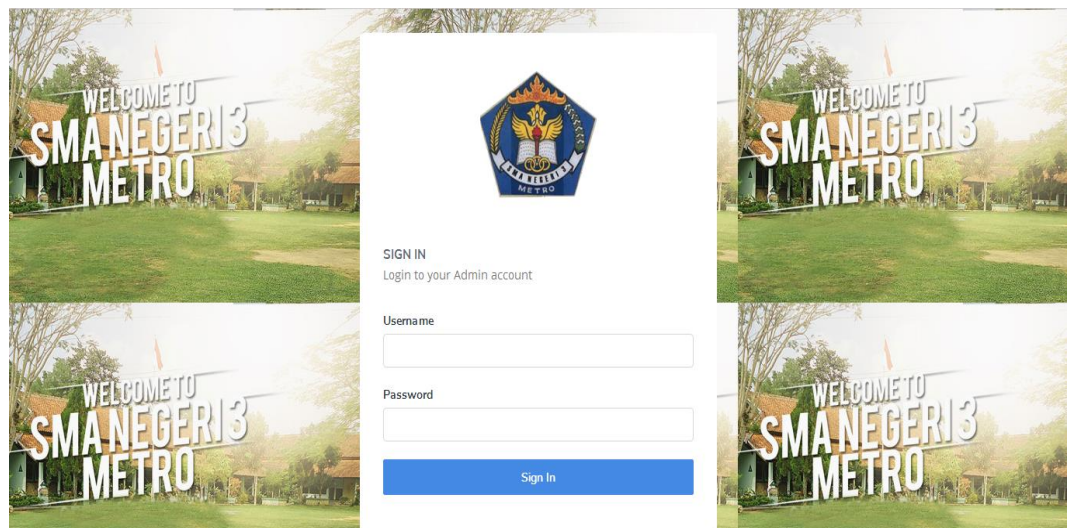 WELCOME TO
SMA NEGERI 3
METRO
SMA NEGERI 3
METRO
SIGN IN
Login to your Admin account
Username
Password
Sign In
WELCOME TO
SMA NEGERI 3
METRO
WELCOME TO
SMA NEGERI 3
METRO
WELCOME TO
SMA NEGERI 3
METRO